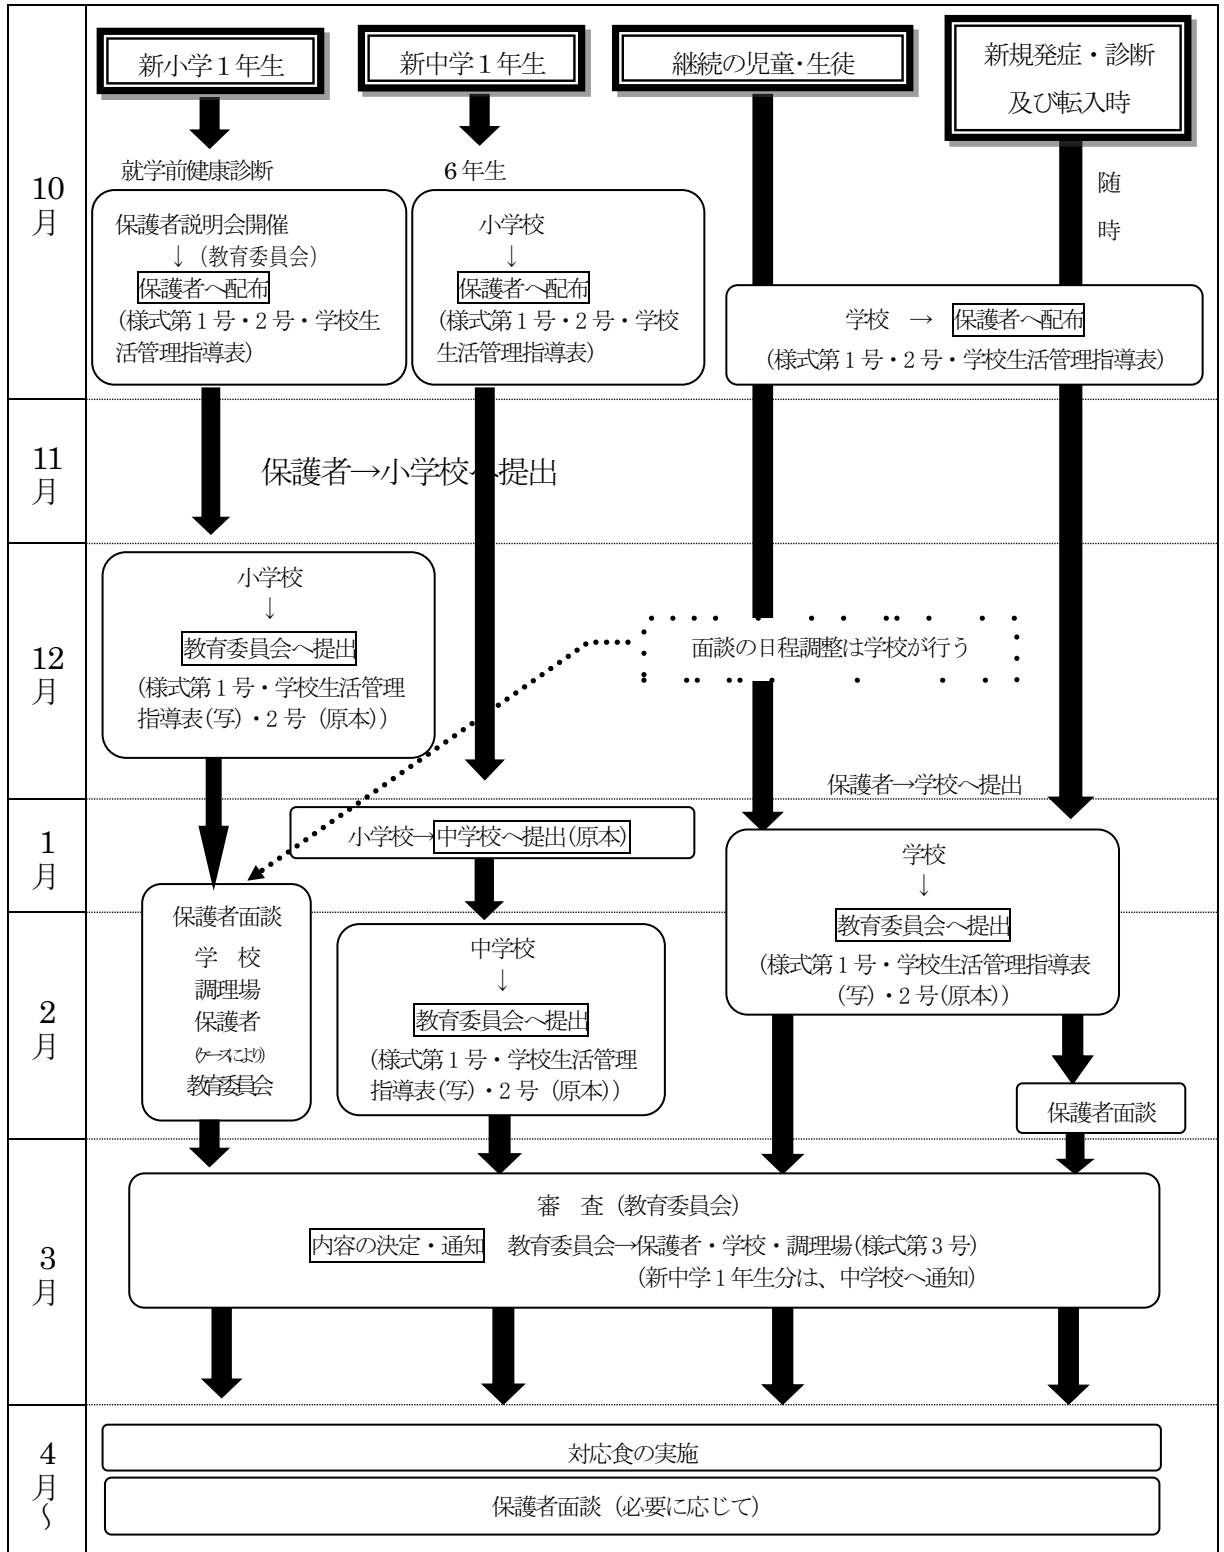 新小学１年生
新中学１年生
継続の児童・生徒
新規発症・診断
及び転入時
10
月
就学前健康診断
保護者説明会開催
↓（教育委員会）
保護者へ配布
(様式第１号・２号・学校生
活管理指導表)
６年生
小学校
↓
保護者へ配布
(様式第１号・２号・学校
生活管理指導表)
随
時
学校　→　保護者へ配布
(様式第１号・２号・学校生活管理指導表)
11
月
保護者→小学校へ提出
12
月
小学校
↓
教育委員会へ提出
(様式第１号・学校生活管理
指導表(写)・２号（原本）)
面談の日程調整は学校が行う
保護者→学校へ提出
1
月
小学校→中学校へ提出(原本)
学校
↓
教育委員会へ提出
(様式第１号・学校生活管理指導表
(写)・２号(原本))
2
月
保護者面談
学　校
調理場
保護者
(ケースにより)
教育委員会
中学校
↓
教育委員会へ提出
(様式第１号・学校生活管理
指導表(写)・２号（原本）)
保護者面談
3
月
審　査（教育委員会）
内容の決定・通知　教育委員会→保護者・学校・調理場(様式第３号)
(新中学１年生分は、中学校へ通知)
4
月
～
対応食の実施
保護者面談（必要に応じて）